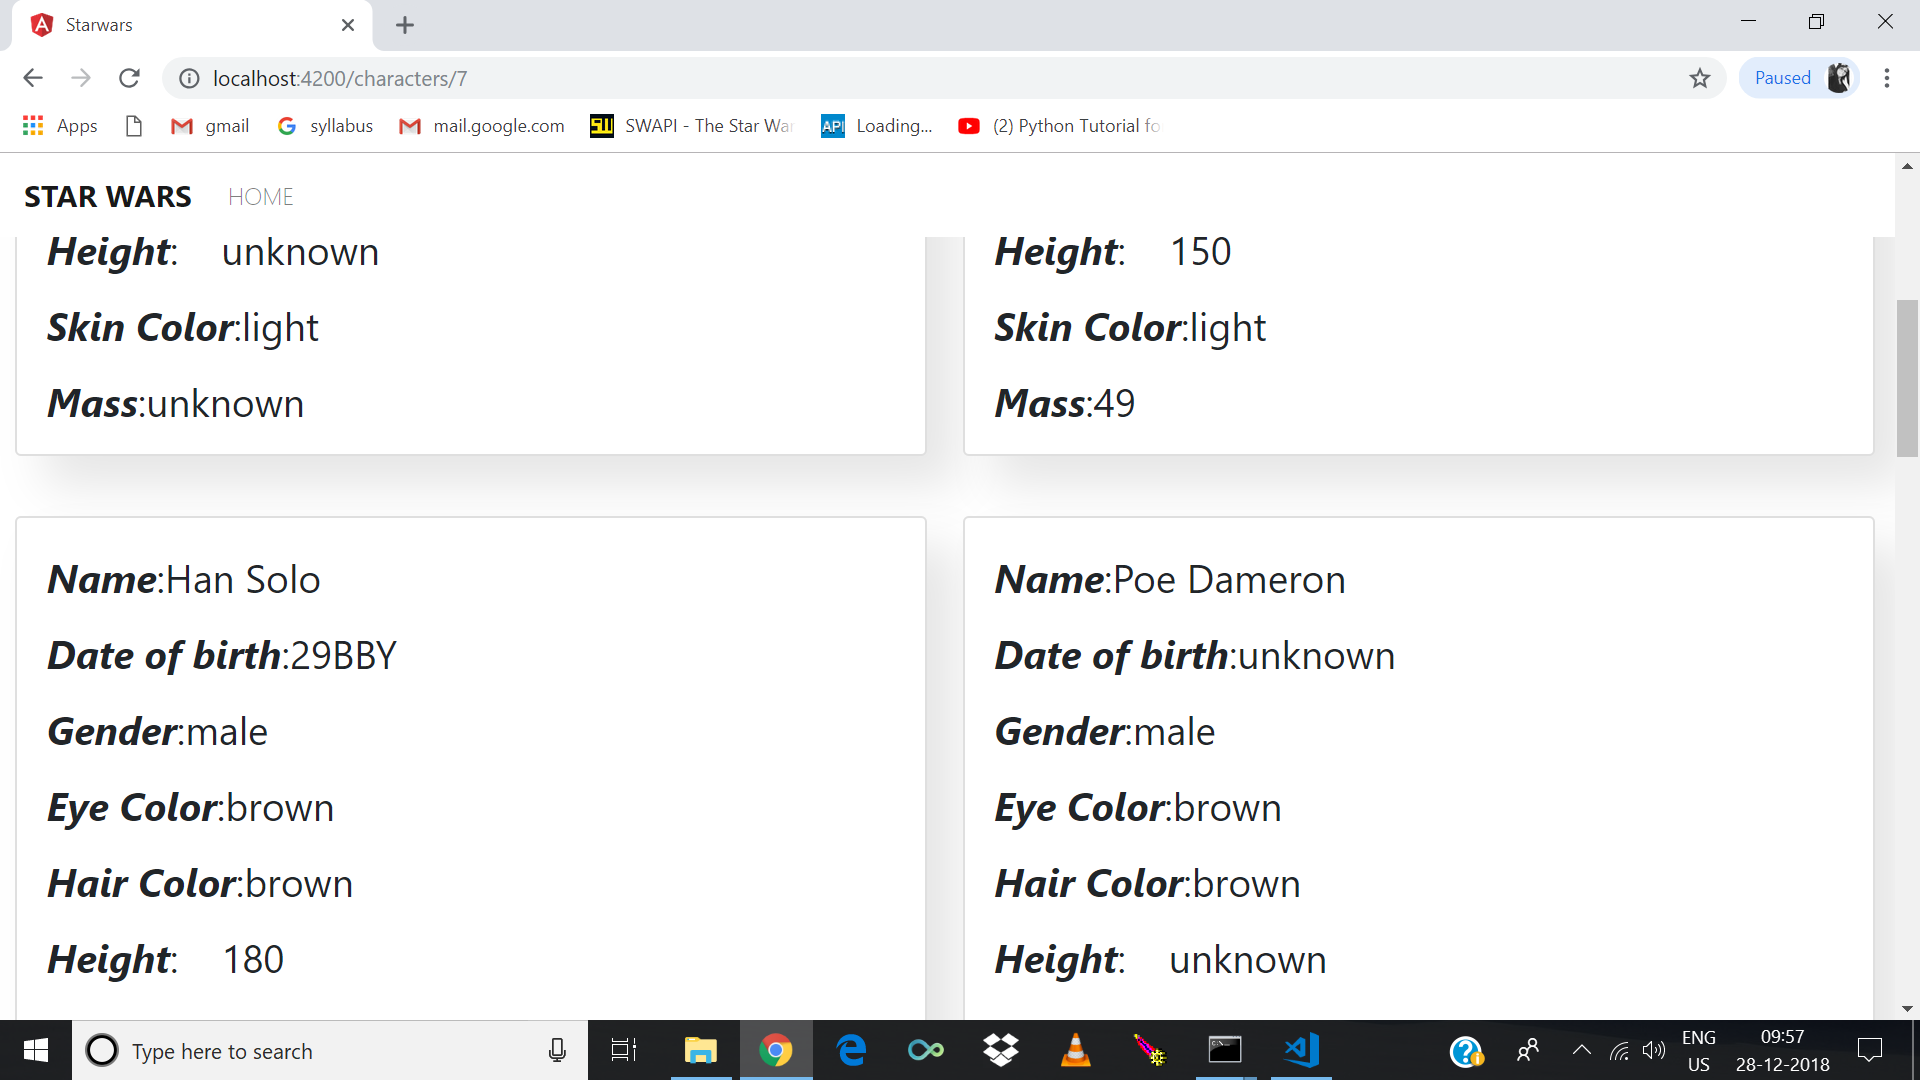 Starwars
localhost:4200/characters/7
Paused
Apps
gmail
syllabus
mail.google.com
SWAPI - The Star War
API
Loading...
(2) Python Tutorial fo
STAR WARS HOME
Height: unknown
Skin Color:light
Mass:unknown
Height: 150
Skin Color:light
Mass:49
Name:Han Solo
Date of birth:29BBY
Gender:male
Eye Color:brown
Hair Color:brown
Height: 180
Name:Poe Dameron
Date of birth:unknown
Gender:male
Eye Color:brown
Hair Color:brown
Height: unknown
Type here to search
ENG
US
09:57
28-12-2018